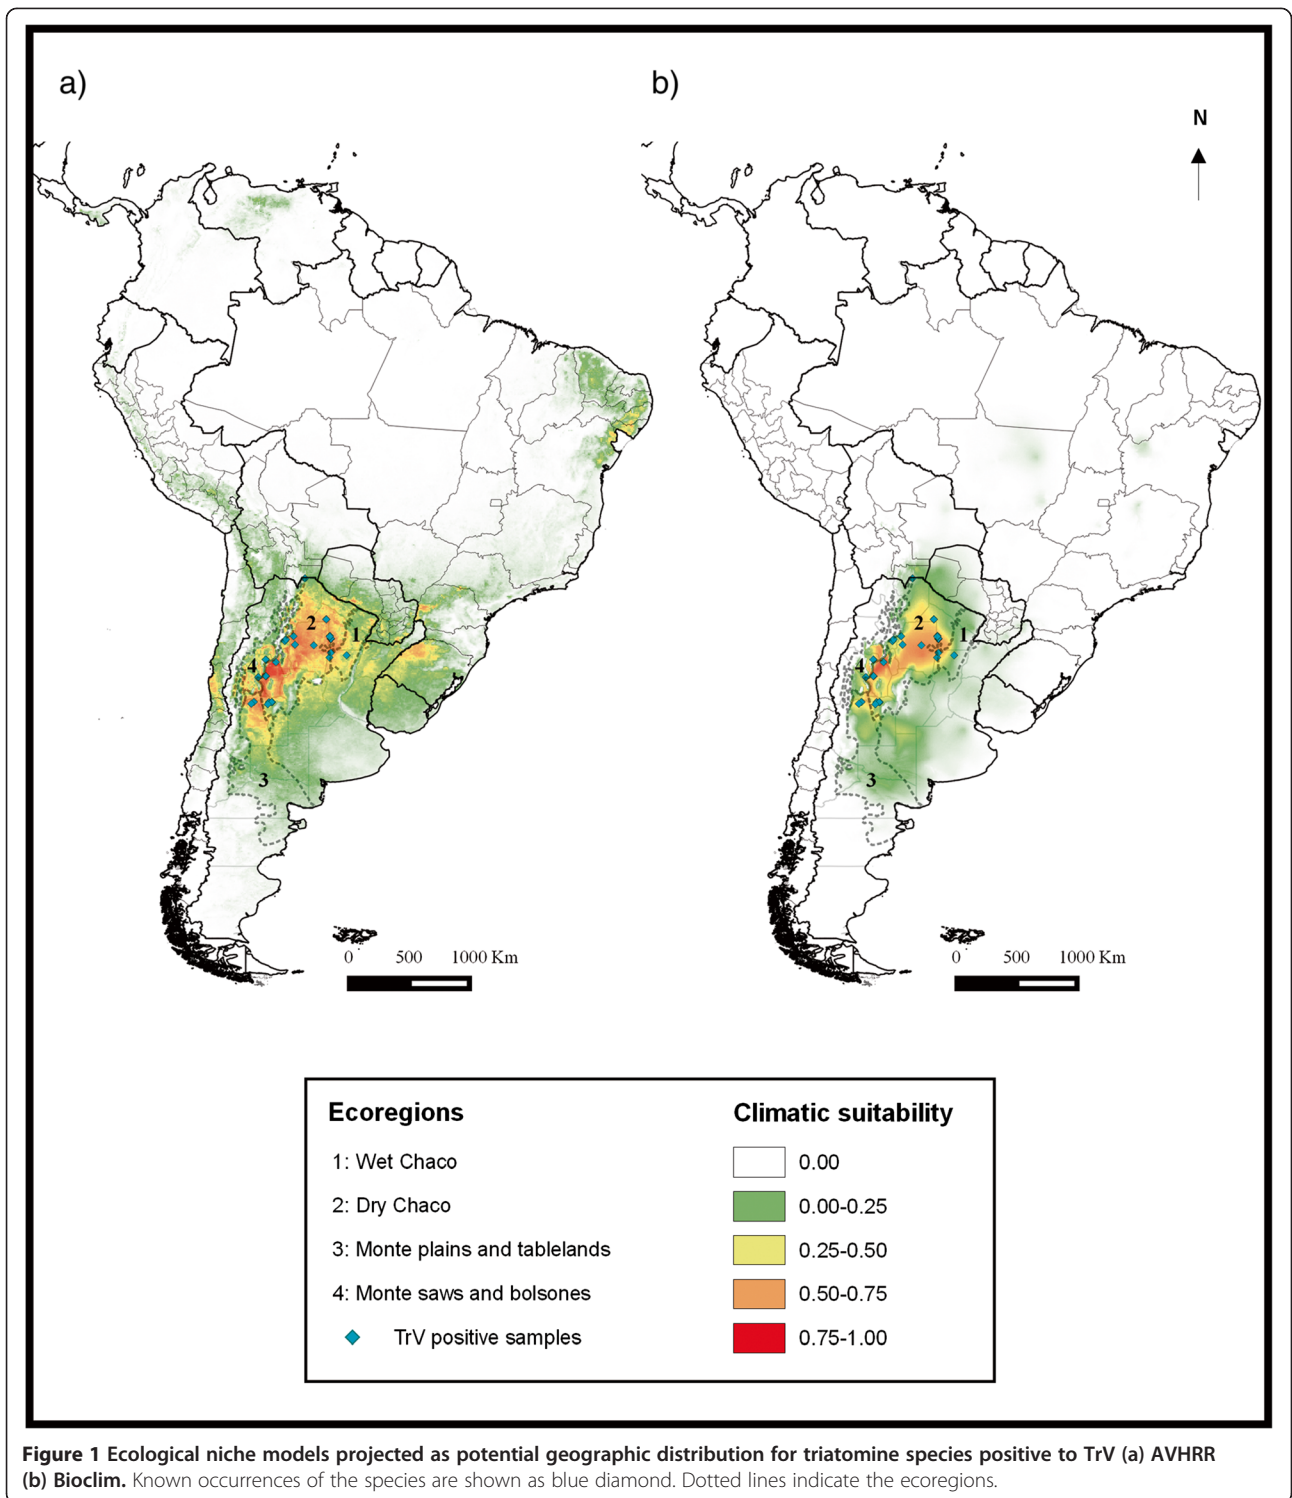 a)
b)
N
2
1
4
3
2
1
4
3
0 500 1000 Km
0 500 1000 Km
Ecoregions
Climatic suitability
1: Wet Chaco
0.00
2: Dry Chaco
0.00-0.25
3: Monte plains and tablelands
0.25-0.50
4: Monte saws and bolsones
0.50-0.75
TrV positive samples
0.75-1.00
Figure 1 Ecological niche models projected as potential geographic distribution for triatomine species positive to TrV (a) AVHRR
(b) Bioclim. Known occurrences of the species are shown as blue diamond. Dotted lines indicate the ecoregions.